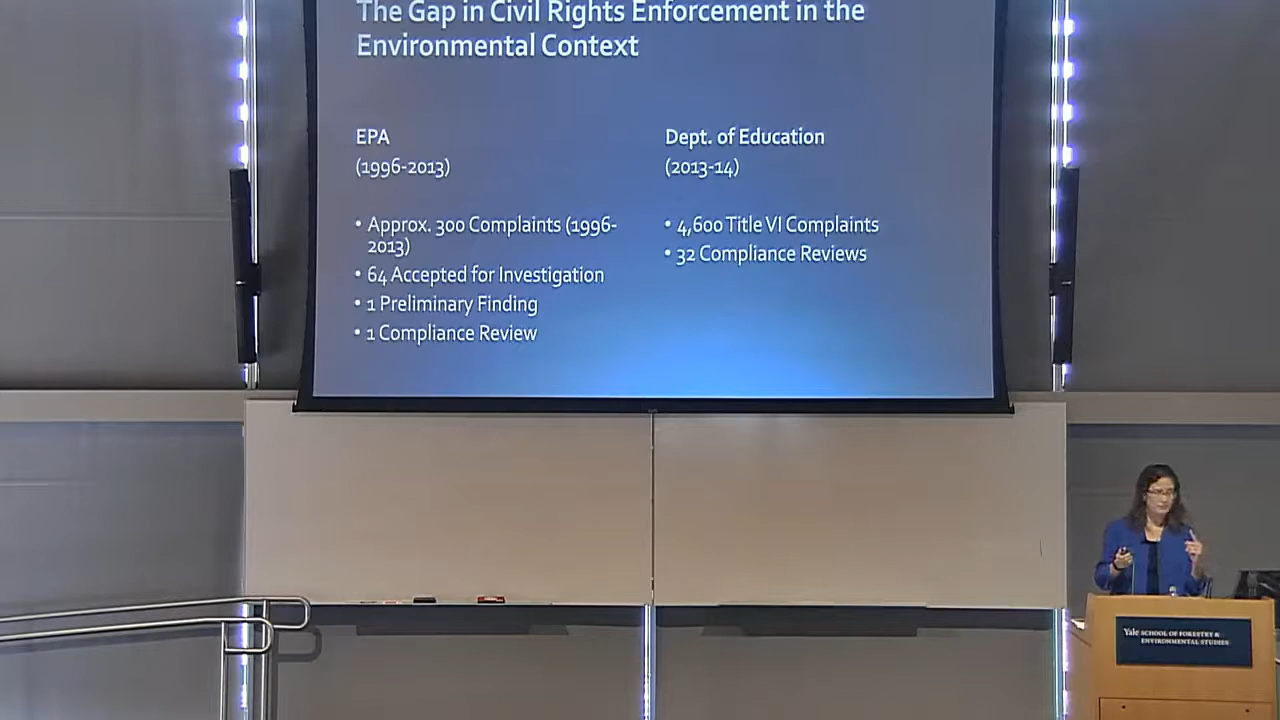 The Gap in Civil Rights Enforcement in the
Environmental Context
EPA
(1996-2013)
• Approx. 300 Complaints (1996-
2013)
• 64 Accepted for Investigation
• 1 Preliminary Finding
• 1 Compliance Review
Dept. of Education
(2013-14)
• 4,600 Title VI Complaints
• 32 Compliance Reviews
Yale SCHOOL OF FORESTRY &
ENVIRONMENTAL STUDIES